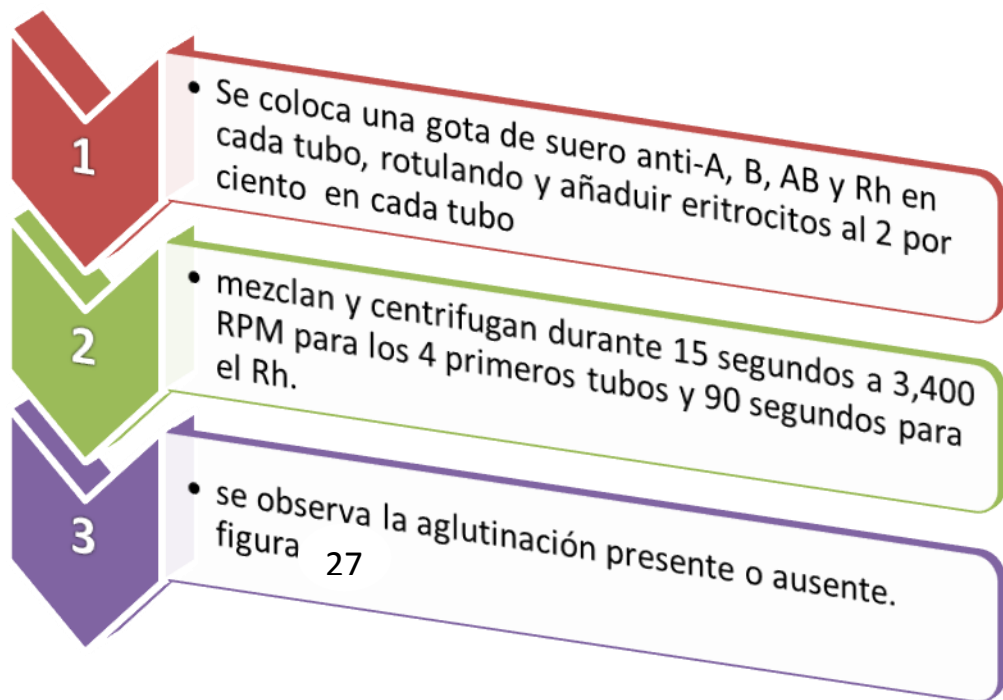 1
• Se coloca una gota de suero anti-A, B, AB y Rh en
cada tubo, rotulando y añaduir eritrocitos al 2 por
ciento en cada tubo
2
• mezclan y centrifugan durante 15 segundos a 3,400
RPM para los 4 primeros tubos y 90 segundos para
el Rh.
3
• se observa la aglutinación presente o ausente.
figura 27